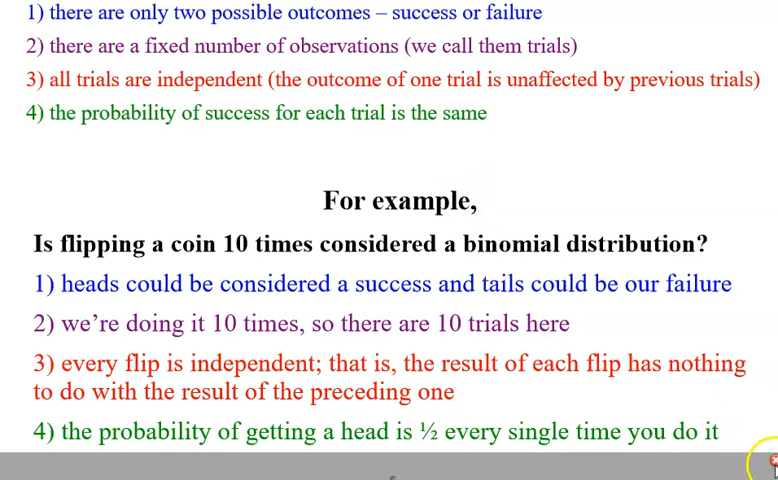 1) there are only two possible outcomes – success or failure
2) there are a fixed number of observations (we call them trials)
3) all trials are independent (the outcome of one trial is unaffected by previous trials)
4) the probability of success for each trial is the same
For example,
Is flipping a coin 10 times considered a binomial distribution?
1) heads could be considered a success and tails could be our failure
2) we’re doing it 10 times, so there are 10 trials here
3) every flip is independent; that is, the result of each flip has nothing
to do with the result of the preceding one
4) the probability of getting a head is ½ every single time you do it